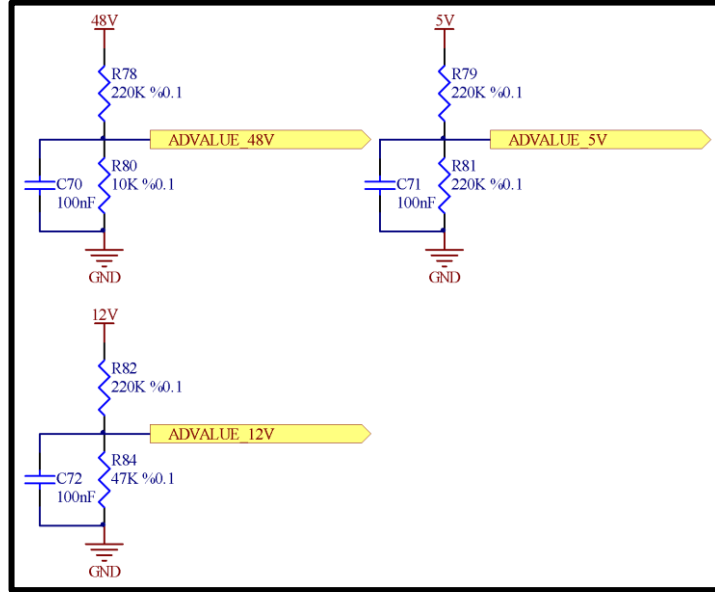 48V
R78
220K %0.1
ADVALUE_48V
R80
10K %0.1
C70
100nF
GND
5V
R79
220K %0.1
ADVALUE_5V
R81
220K %0.1
C71
100nF
GND
12V
R82
220K %0.1
ADVALUE_12V
R84
47K %0.1
C72
100nF
GND